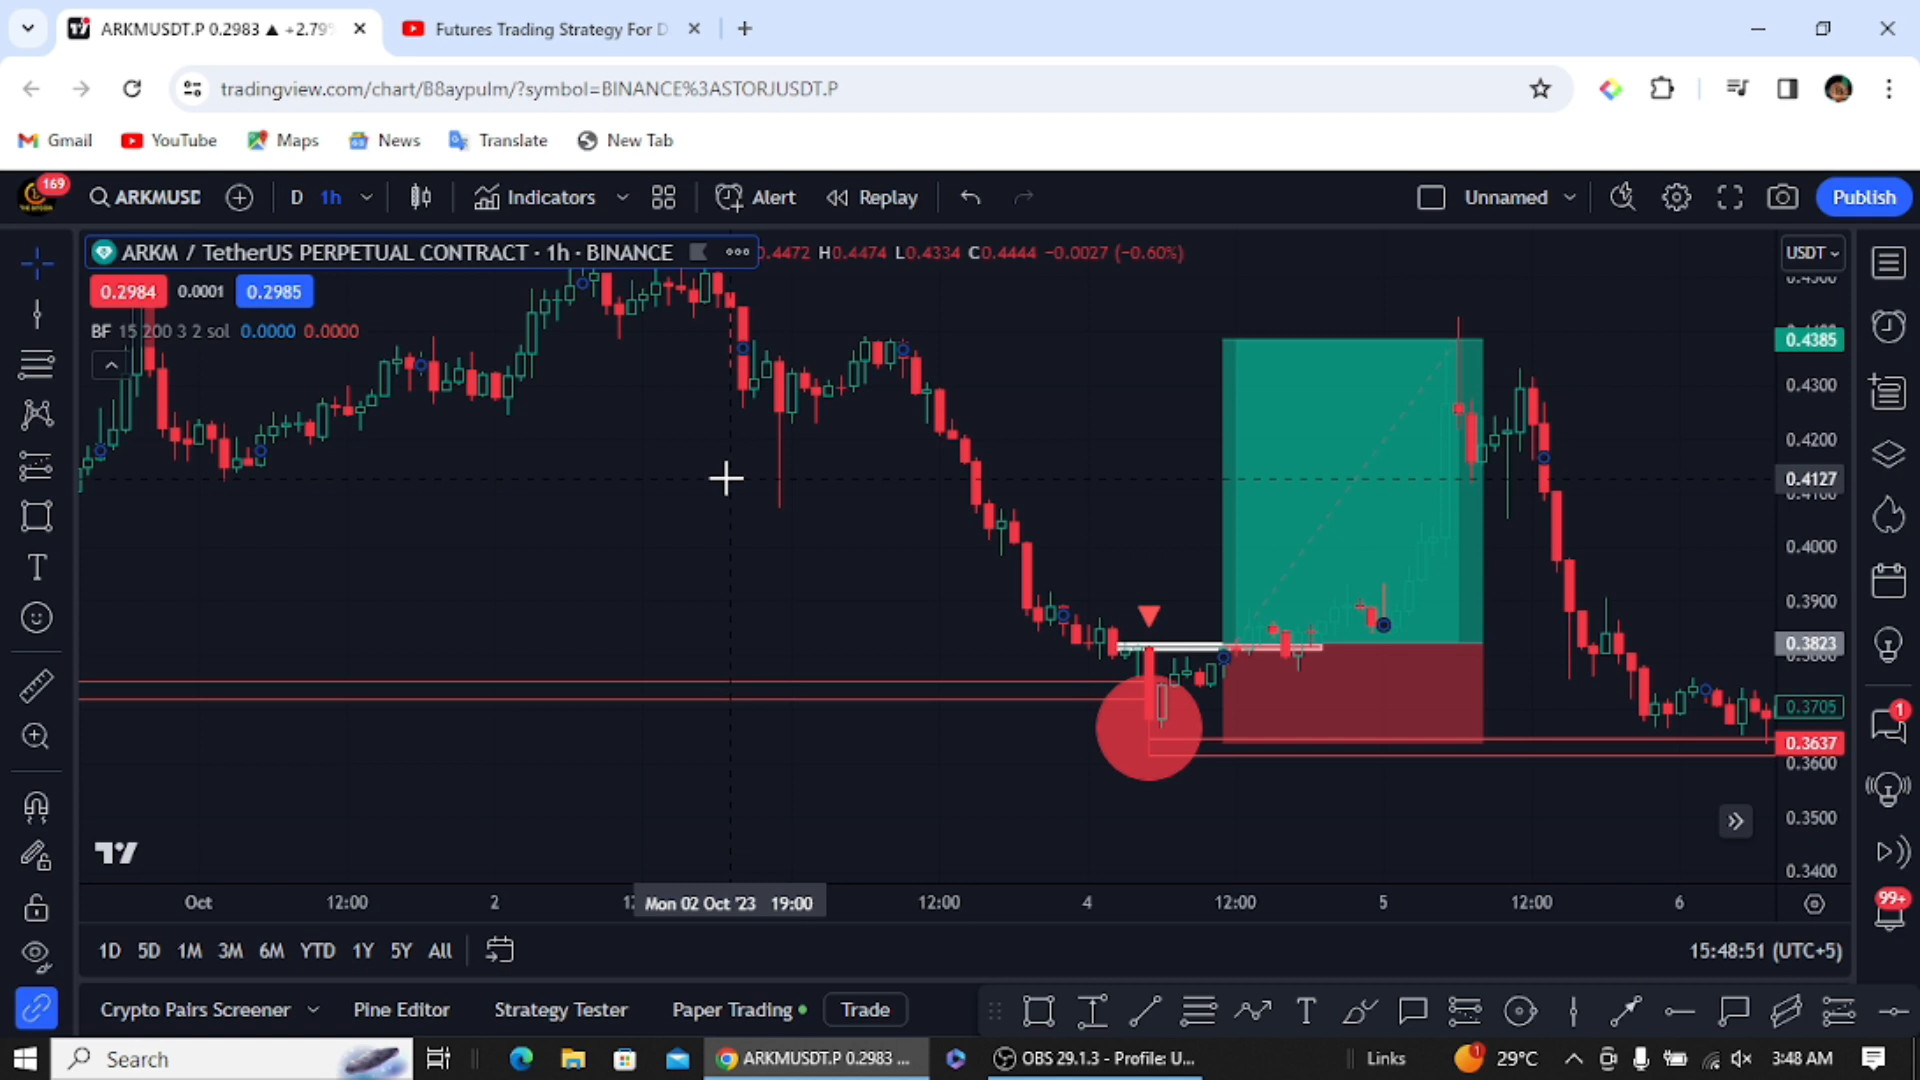 ARKMUSDT.P 0.2983 ▲ +2.79%
Futures Trading Strategy For D
tradingview.com/chart/B8aypulm/?symbol=BINANCE%3ASTORJUSDT.P
Gmail
YouTube
Maps
News
Translate
New Tab
169
ARKMUSD
D
1h
Indicators
Alert
Replay
Unnamed
Publish
ARKM / TetherUS PERPETUAL CONTRACT · 1h · BINANCE
0.4472 H0.4474 L0.4334 C0.4444 −0.0027 (−0.60%)
USDT
0.2984
0.0001
0.2985
BF 15 200 3 2 sol 0.0000 0.0000
0.4385
0.4300
0.4200
0.4127
0.4000
0.3900
0.3823
0.3705
0.3637
0.3600
0.3500
0.3400
1
99+
Oct
12:00
2
Mon 02 Oct '23 19:00
12:00
4
12:00
5
12:00
6
1D 5D 1M 3M 6M YTD 1Y 5Y All
15:48:51 (UTC+5)
Crypto Pairs Screener
Pine Editor
Strategy Tester
Paper Trading
Trade
Search
ARKMUSDT.P 0.2983 ...
OBS 29.1.3 - Profile: U...
Links
1
29°C
3:48 AM